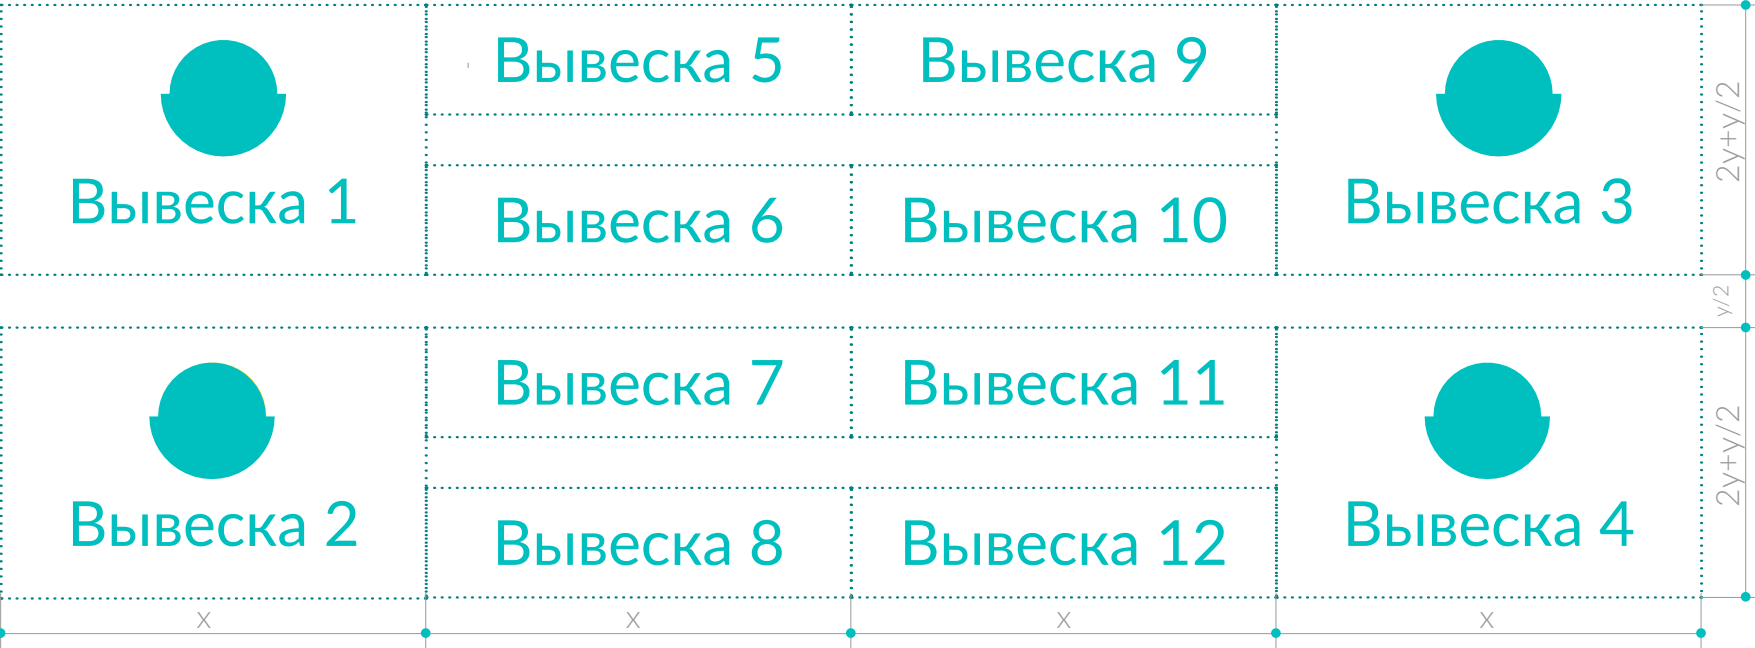 Вывеска 5
Вывеска 9
Вывеска 1
Вывеска 3
Вывеска 6
Вывеска 10
2y+y/2
y/2
Вывеска 7
Вывеска 11
Вывеска 2
Вывеска 4
Вывеска 8
Вывеска 12
2y+y/2
x
x
x
x